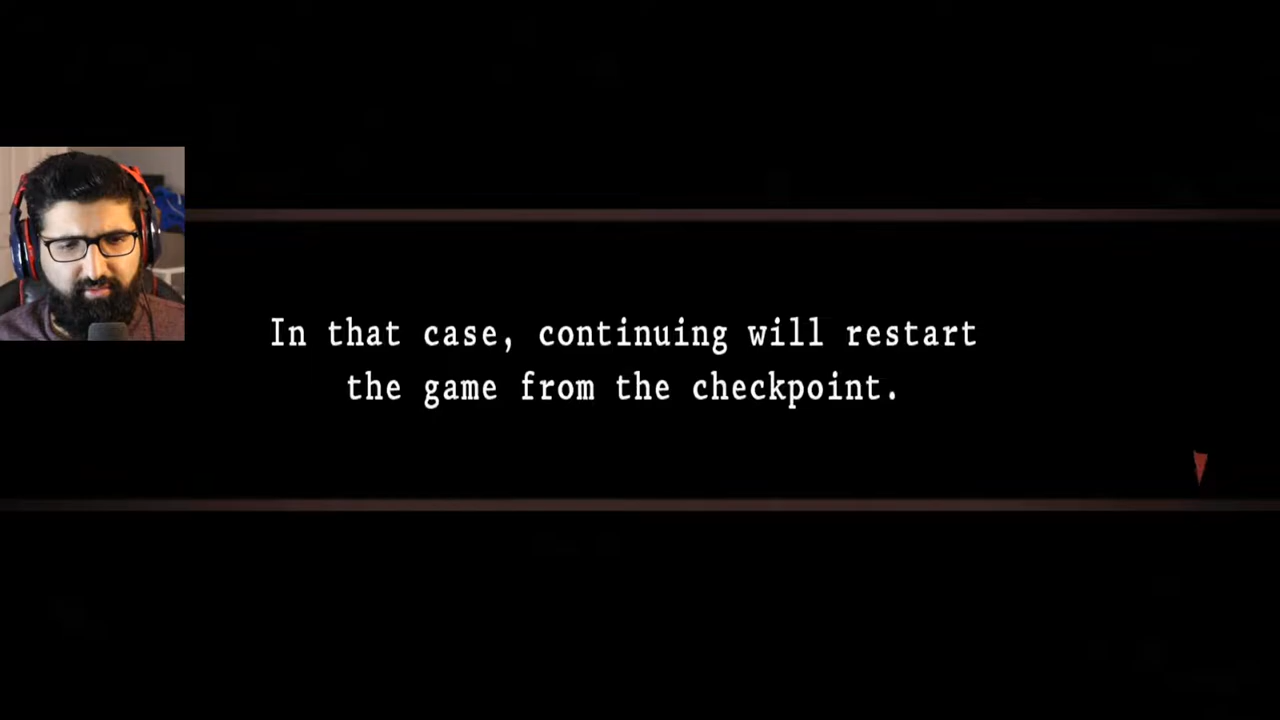 In that case, continuing will restart
the game from the checkpoint.